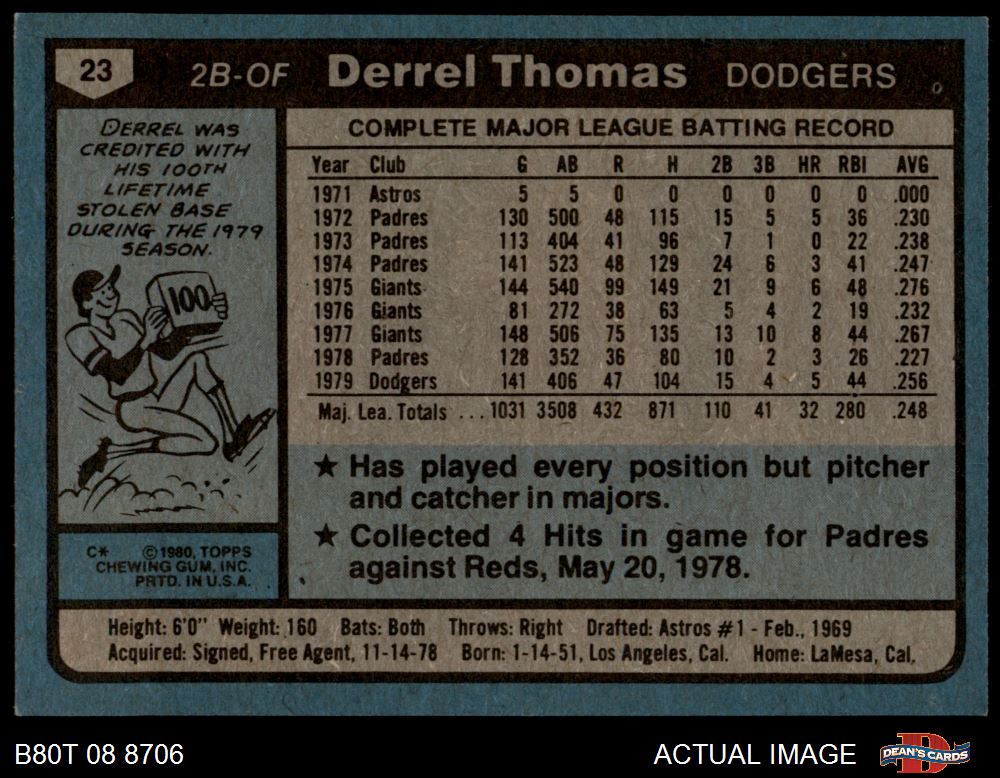 23 2B-OF Derrel Thomas DODGERS
DERREL WAS
CREDITED WITH
HIS 100TH
LIFETIME
STOLEN BASE
DURING THE 1979
SEASON.
100
C* ©1980, TOPPS
CHEWING GUM, INC.
PRTD. IN U.S.A.
COMPLETE MAJOR LEAGUE BATTING RECORD
Year Club G AB R H 2B 3B HR RBI AVG
1971 Astros 5 5 0 0 0 0 0 0 .000
1972 Padres 130 500 48 115 15 5 5 36 .230
1973 Padres 113 404 41 96 7 1 0 22 .238
1974 Padres 141 523 48 129 24 6 3 41 .247
1975 Giants 144 540 99 149 21 9 6 48 .276
1976 Giants 81 272 38 63 5 4 2 19 .232
1977 Giants 148 506 75 135 13 10 8 44 .267
1978 Padres 128 352 36 80 10 2 3 26 .227
1979 Dodgers 141 406 47 104 15 4 5 44 .256
Maj. Lea. Totals ... 1031 3508 432 871 110 41 32 280 .248
★ Has played every position but pitcher
and catcher in majors.
★ Collected 4 Hits in game for Padres
against Reds, May 20, 1978.
Height: 6'0" Weight: 160 Bats: Both Throws: Right Drafted: Astros #1 - Feb., 1969
Acquired: Signed, Free Agent, 11-14-78 Born: 1-14-51, Los Angeles, Cal. Home: LaMesa, Cal.
B80T 08 8706 ACTUAL IMAGE DEAN'S CARDS